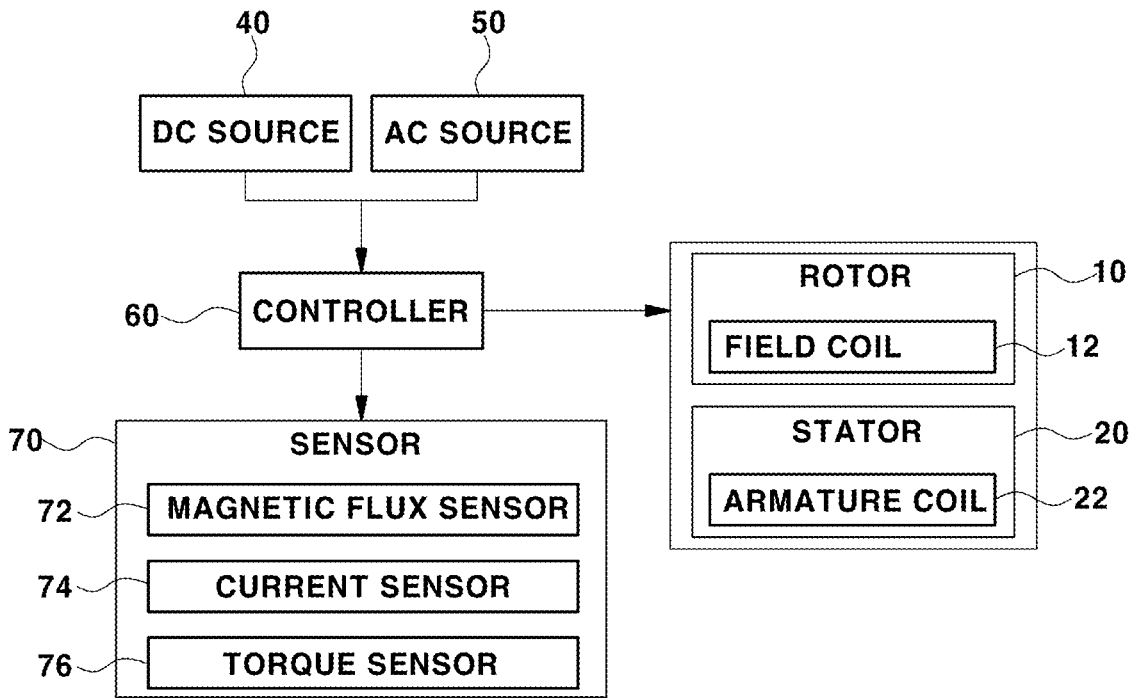 40
50
DC SOURCE
AC SOURCE
60
CONTROLLER
ROTOR
10
FIELD COIL
12
STATOR
20
ARMATURE COIL
22
70
SENSOR
72
MAGNETIC FLUX SENSOR
74
CURRENT SENSOR
76
TORQUE SENSOR